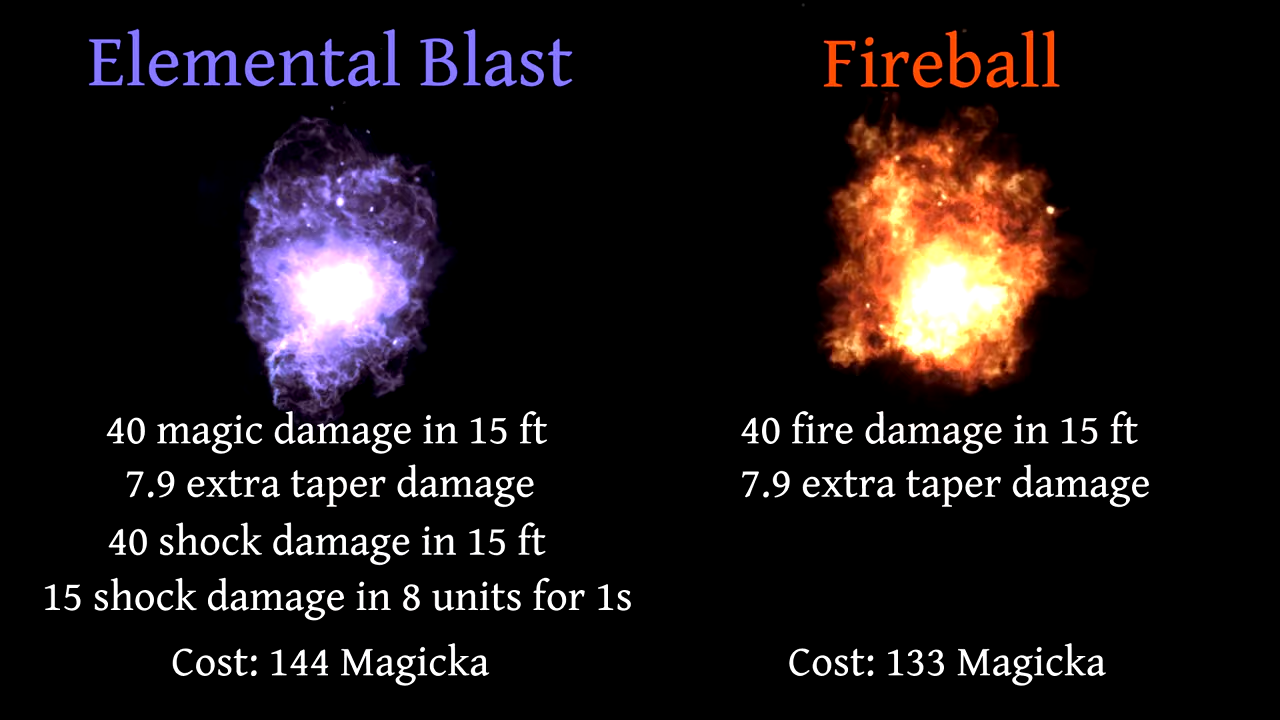 Elemental Blast
40 magic damage in 15 ft
7.9 extra taper damage
40 shock damage in 15 ft
15 shock damage in 8 units for 1s
Cost: 144 Magicka
Fireball
40 fire damage in 15 ft
7.9 extra taper damage
Cost: 133 Magicka